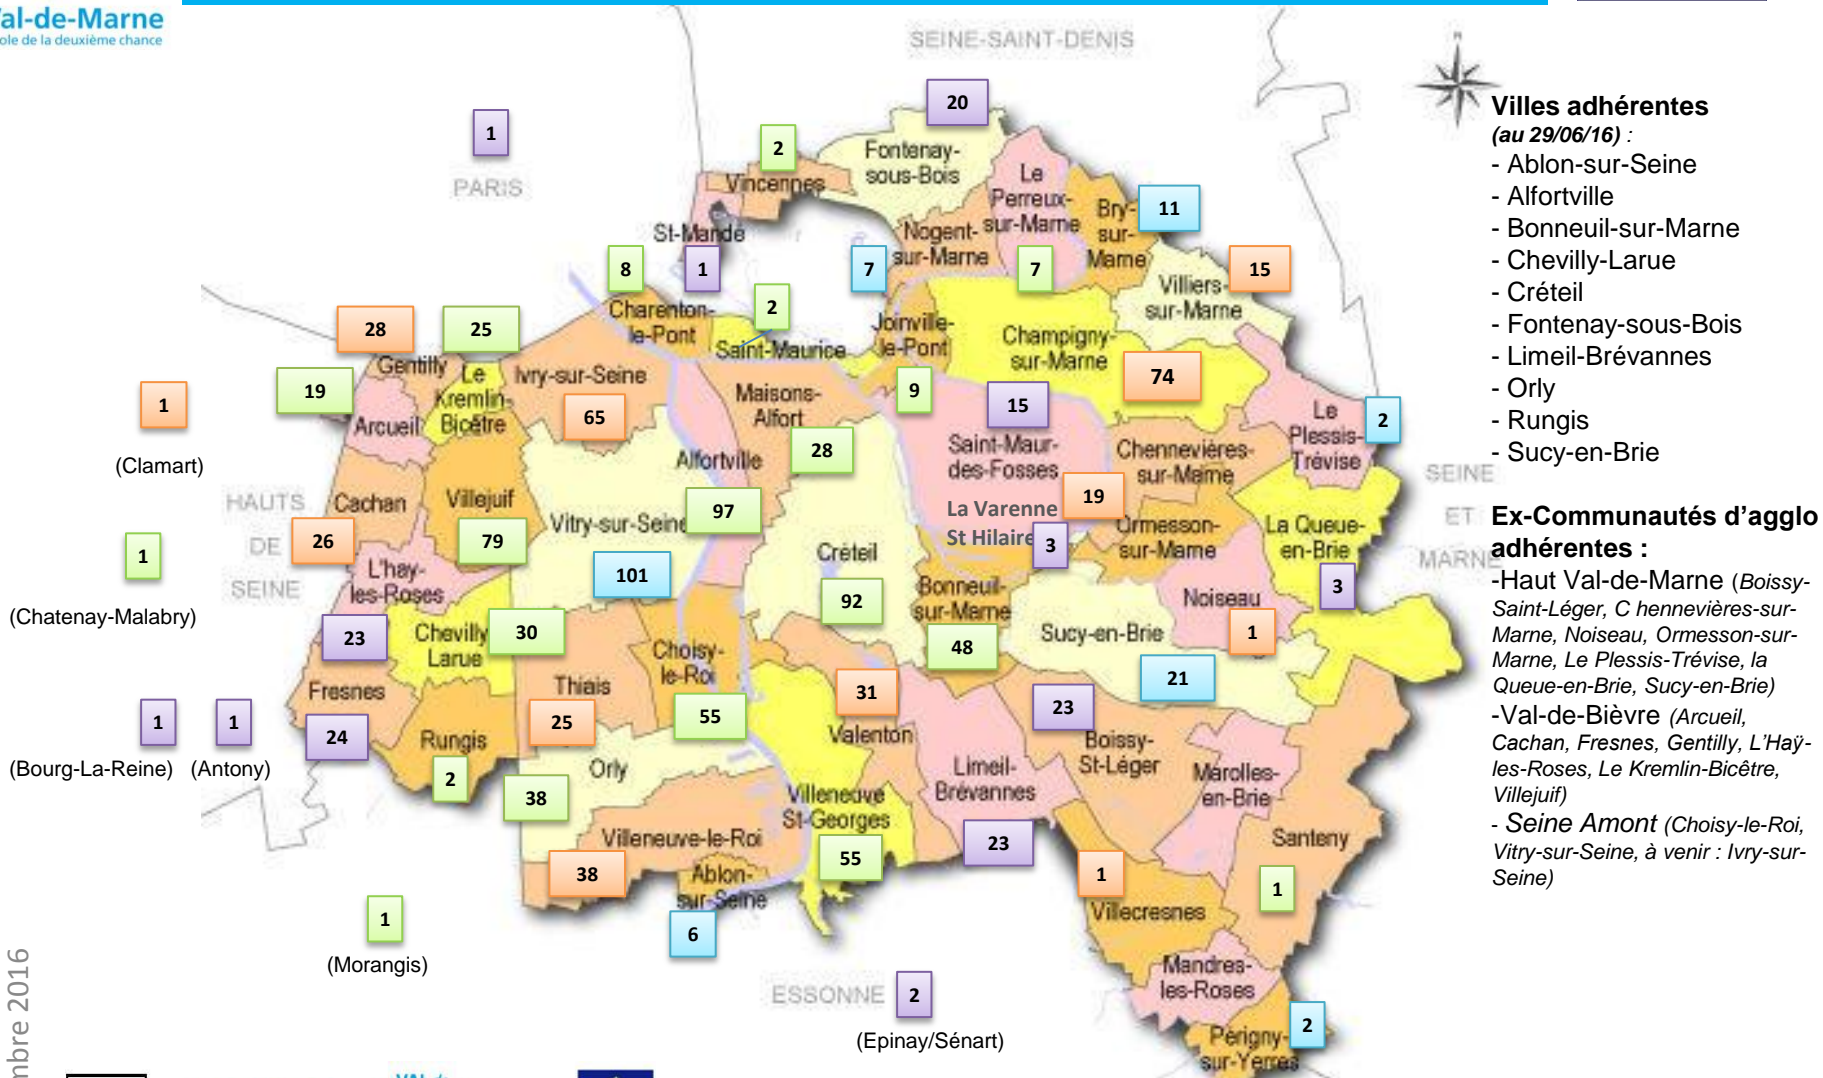 Val-de-Marne
ole de la deuxième chance
SEINE-SAINT-DENIS
20
1
PARIS
2
Fontenay-
sous-Bois
Vincennes
Le
Perreux-
sur-Marne
Bry-
sur-
Marne
11
St-Mandé
1
8
Nogent-
sur-Marne
7
7
Villiers-
sur-Marne
15
Charenton-
le-Pont
2
Saint-Maurice
Joinville-
le-Pont
9
Champigny-
sur-Marne
74
28
Gentilly
25
Le
Kremlin-
Bicêtre
Ivry-sur-Seine
65
19
Arcueil
Maisons-
Alfort
28
15
Saint-Maur-
des-Fosses
La Varenne
St Hilaire
3
Le
Plessis-
Trévise
2
1
(Clamart)
Alfortville
97
Chennevières-
sur-Marne
19
HAUTS
DE
SEINE
Cachan
26
Villejuif
79
Vitry-sur-Seine
101
Créteil
92
Ormesson-
sur-Marne
La Queue-
en-Brie
3
SEINE
ET
MARNE
1
(Chatenay-Malabry)
L'hay-
les-Roses
23
Chevilly
Larue
30
Bonneuil-
sur-Marne
48
Noiseau
1
Sucy-en-Brie
21
Choisy-
le-Roi
55
Thiais
25
Fresnes
24
1
(Bourg-La-Reine)
1
(Antony)
Rungis
2
Orly
38
31
Valenton
23
Boissy-
St-Léger
Limeil-
Brévannes
23
Marolles-
en-Brie
Villeneuve
St-Georges
55
Villeneuve-le-Roi
38
Ablon-
sur-Seine
6
Santeny
1
1
Villecresnes
1
(Morangis)
Mandres-
les-Roses
Périgny-
sur-Yerres
2
ESSONNE
2
(Epinay/Sénart)
N
Villes adhérentes
(au 29/06/16) :
- Ablon-sur-Seine
- Alfortville
- Bonneuil-sur-Marne
- Chevilly-Larue
- Créteil
- Fontenay-sous-Bois
- Limeil-Brévannes
- Orly
- Rungis
- Sucy-en-Brie
Ex-Communautés d'agglo
adhérentes :
-Haut Val-de-Marne (Boissy-
Saint-Léger, C hennevières-sur-
Marne, Noiseau, Ormesson-sur-
Marne, Le Plessis-Trévise, la
Queue-en-Brie, Sucy-en-Brie)
-Val-de-Bièvre (Arcueil,
Cachan, Fresnes, Gentilly, L'Haÿ-
les-Roses, Le Kremlin-Bicêtre,
Villejuif)
- Seine Amont (Choisy-le-Roi,
Vitry-sur-Seine, à venir : Ivry-sur-
Seine)
mbre 2016